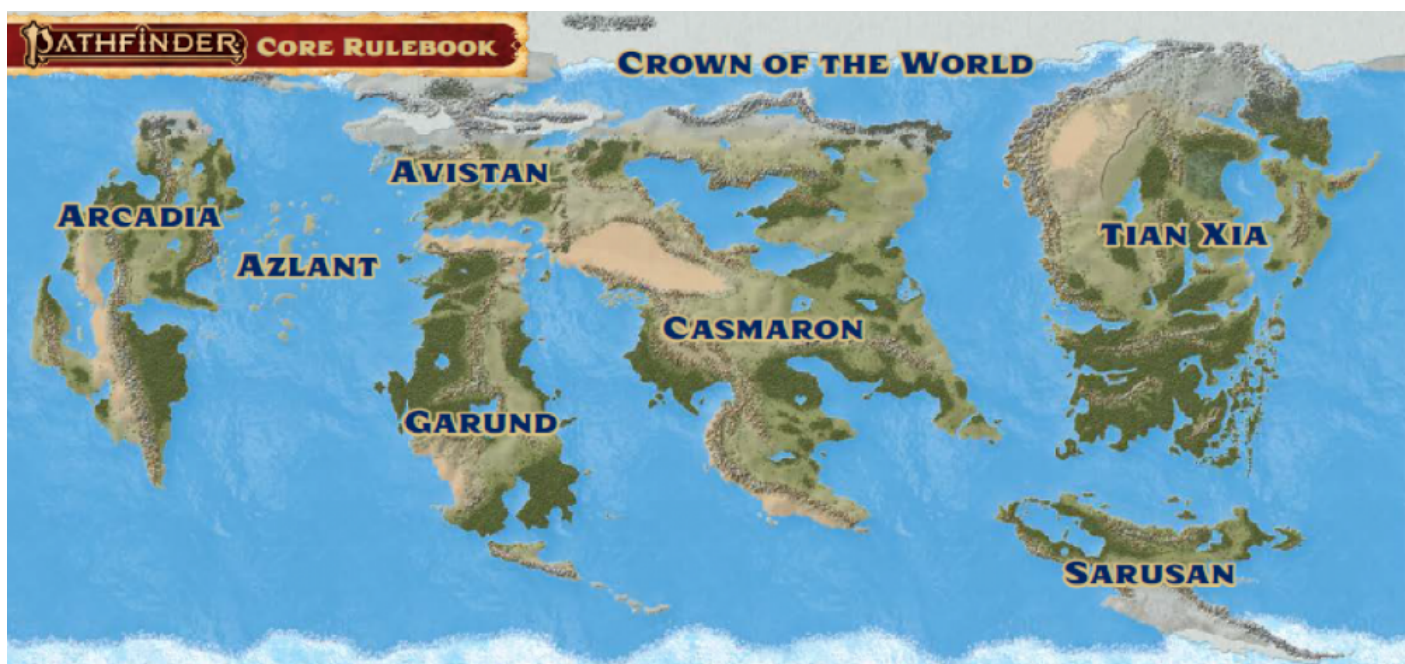 PATHFINDER CORE RULEBOOK
CROWN OF THE WORLD
AVISTAN
ARCADIA
AZLANT
TIAN XIA
CASMARON
GARUND
SARUSAN